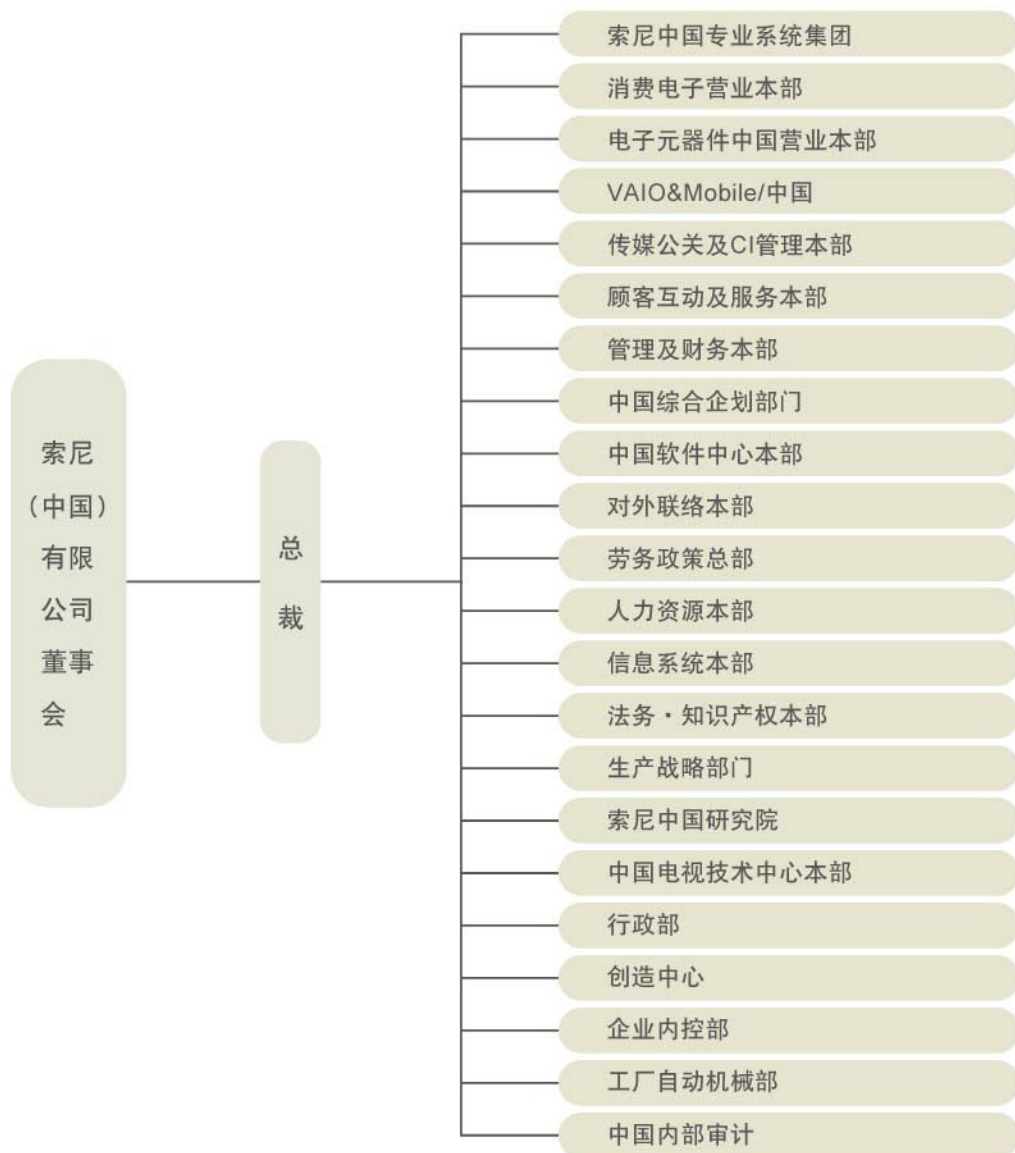 索尼
（中国）
有限
公司
董事
会
总
裁
索尼中国专业系统集团
消费电子营业本部
电子元器件中国营业本部
VAIO&Mobile/中国
传媒公关及CI管理本部
顾客互动及服务本部
管理及财务本部
中国综合企划部门
中国软件中心本部
对外联络本部
劳务政策总部
人力资源本部
信息系统本部
法务·知识产权本部
生产战略部门
索尼中国研究院
中国电视技术中心本部
行政部
创造中心
企业内控部
工厂自动机械部
中国内部审计